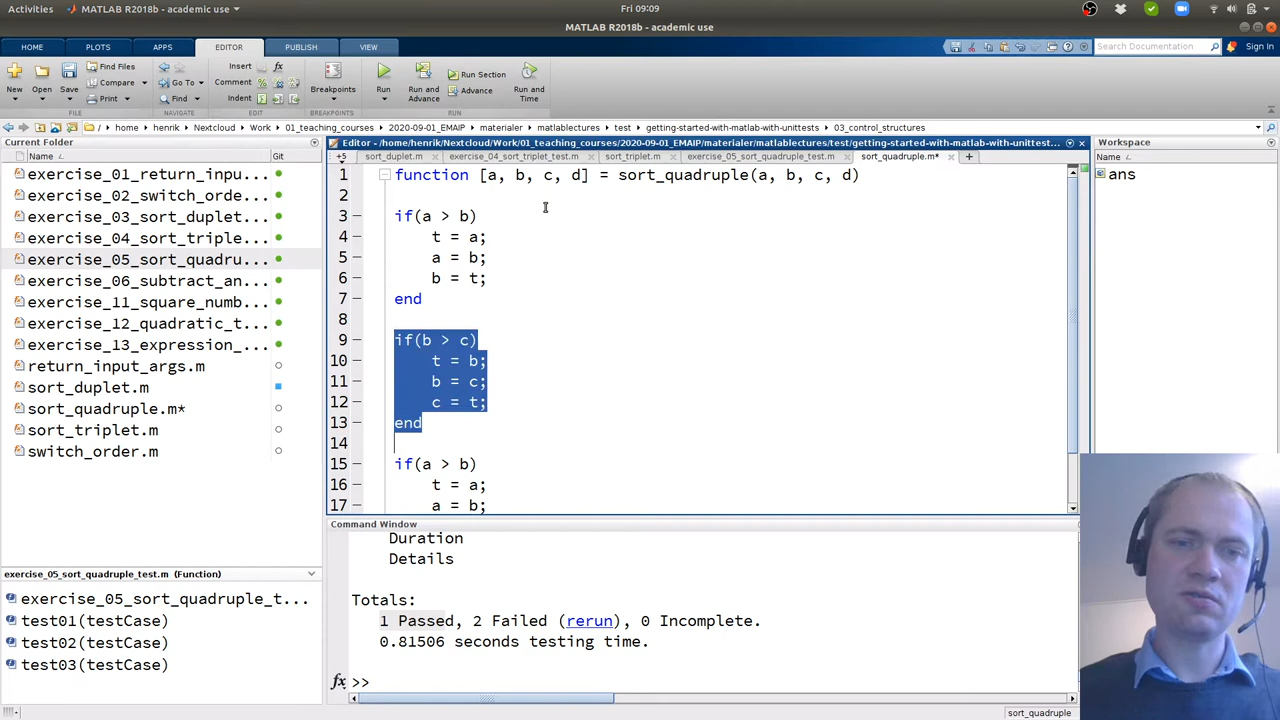 Activities
MATLAB R2018b - academic use
Fri 09:09
MATLAB R2018b - academic use
HOME
PLOTS
APPS
EDITOR
PUBLISH
VIEW
Search Documentation
Sign In
New
Open
Save
Find Files
Compare
Print
Go To
Find
Insert
Comment
Indent
Breakpoints
Run
Run and Advance
Run Section
Advance
Run and Time
FILE
NAVIGATE
EDIT
BREAKPOINTS
RUN
/ home Nextcloud Work 01_teaching_courses 2020-09-01_EMAIP materialer matlablectures test getting-started-with-matlab-with-unittests 03_control_structures
henrik
Current Folder
Name
Git
exercise_01_return_inpu...
exercise_02_switch_orde...
exercise_03_sort_duplet...
exercise_04_sort_triple...
exercise_05_sort_quadru...
exercise_06_subtract_an...
exercise_11_square_numb...
exercise_12_quadratic_t...
exercise_13_expression_...
return_input_args.m
sort_duplet.m
sort_quadruple.m*
sort_triplet.m
switch_order.m
exercise_05_sort_quadruple_test.m (Function)
exercise_05_sort_quadruple_t...
test01(testCase)
test02(testCase)
test03(testCase)
Editor - /home/henrik/Nextcloud/Work/01_teaching_courses/2020-09-01_EMAIP/materialer/matlablectures/test/getting-started-with-matlab-with-unittest...
+5
sort_duplet.m
exercise_04_sort_triplet_test.m
sort_triplet.m
exercise_05_sort_quadruple_test.m
sort_quadruple.m*
1 function [a, b, c, d] = sort_quadruple(a, b, c, d)
2
3 if(a > b)
4 t = a;
5 a = b;
6 b = t;
7 end
8
9 if(b > c)
10 t = b;
11 b = c;
12 c = t;
13 end
14
15 if(a > b)
16 t = a;
17 a = b;
Command Window
Duration
Details
Totals:
1 Passed, 2 Failed (rerun), 0 Incomplete.
0.81506 seconds testing time.
fx >>
Workspace
Name
ans
sort_quadruple